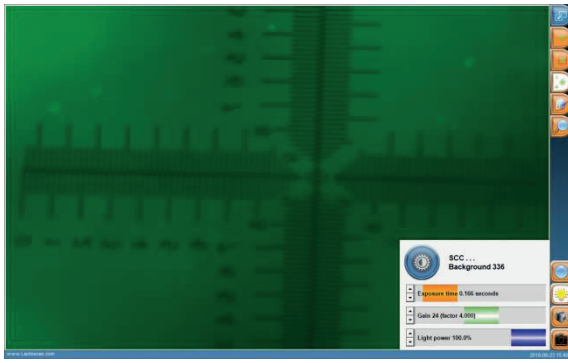 SCC . . .
Background 336
Exposure time 0.166 seconds
Gain 24 (factor 4.000)
Light power 100.0%